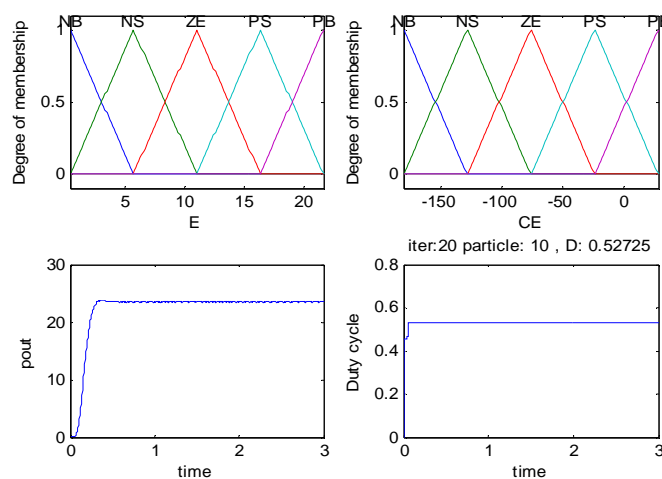 NB NS ZE PS PB
1
0.5
0
Degree of membership
5 10 15 20
E
NB NS ZE PS PB
1
0.5
0
Degree of membership
-150 -100 -50 0
CE
30
20
10
0
pout
0 1 2 3
time
iter:20 particle: 10 , D: 0.52725
0.8
0.6
0.4
0.2
0
Duty cycle
0 1 2 3
time